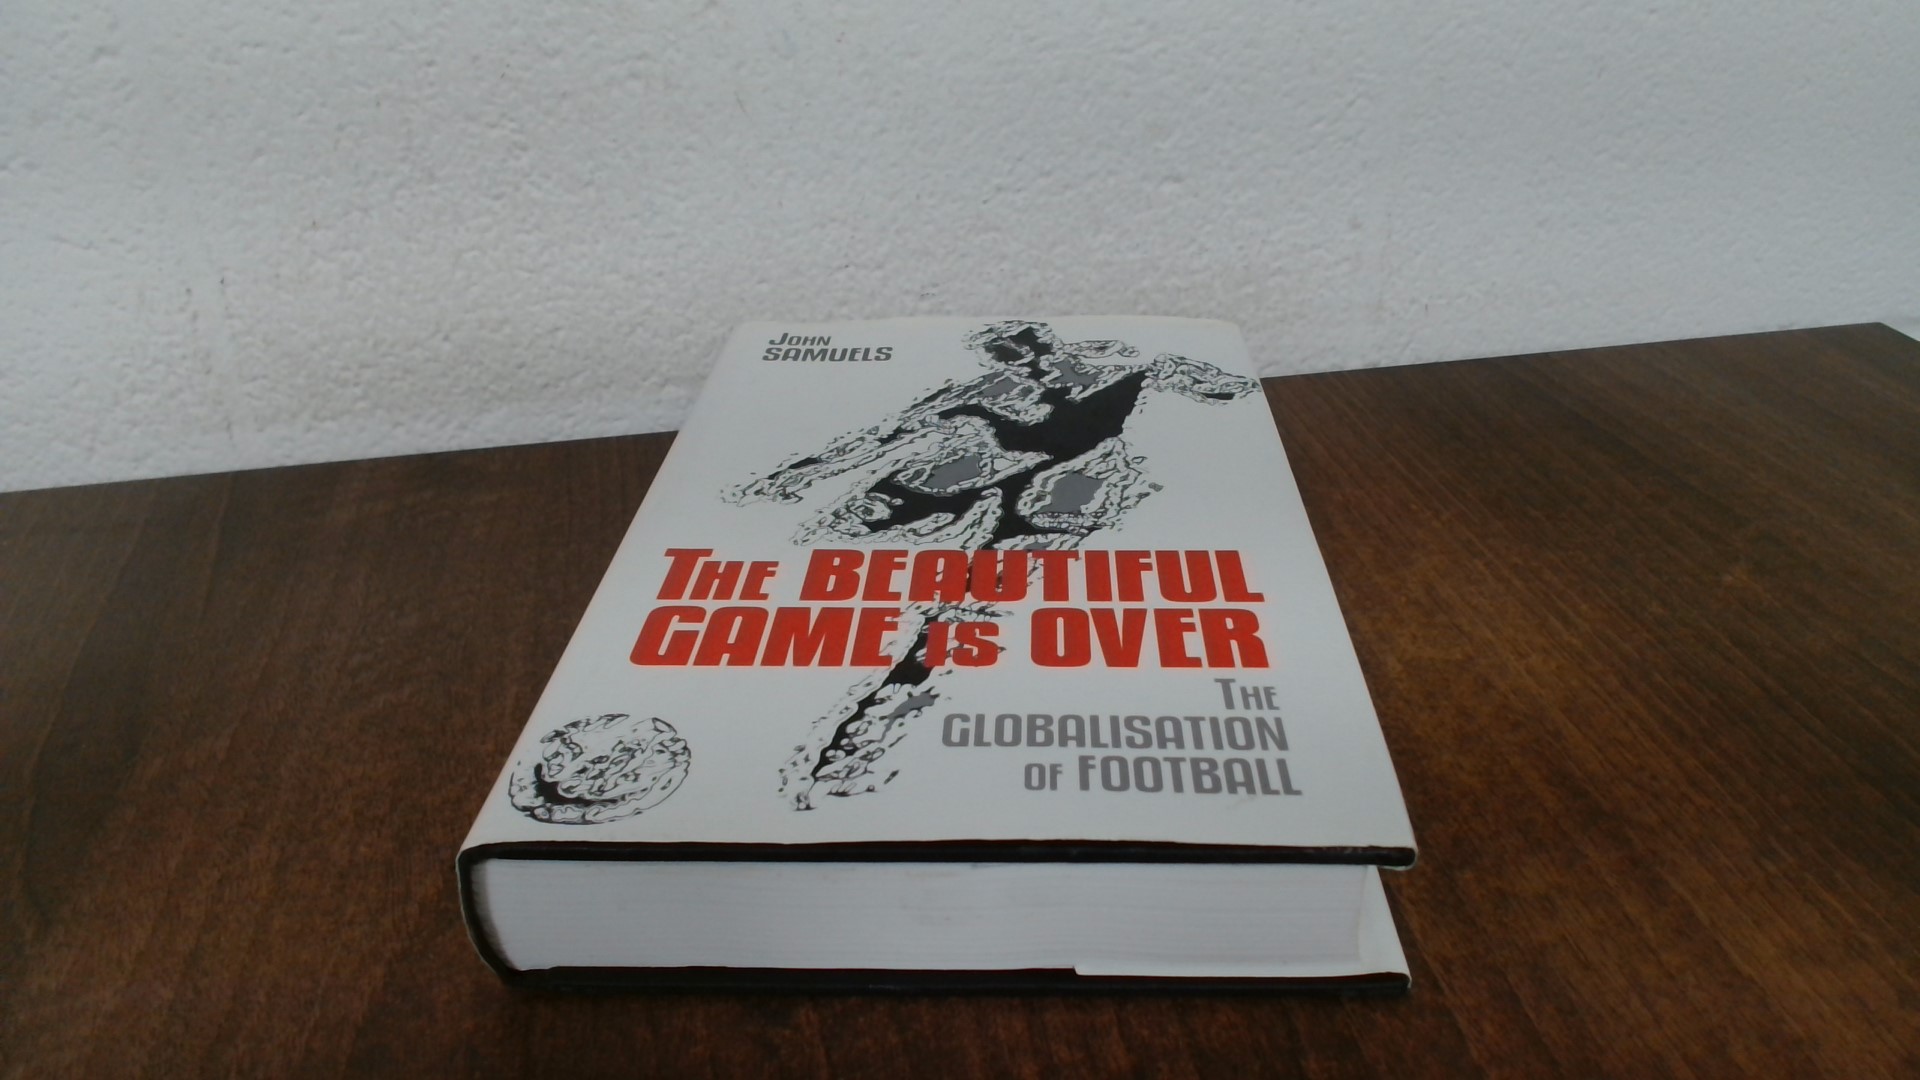 John
Samuels
The Beautiful
Game is Over
The
Globalisation
of Football